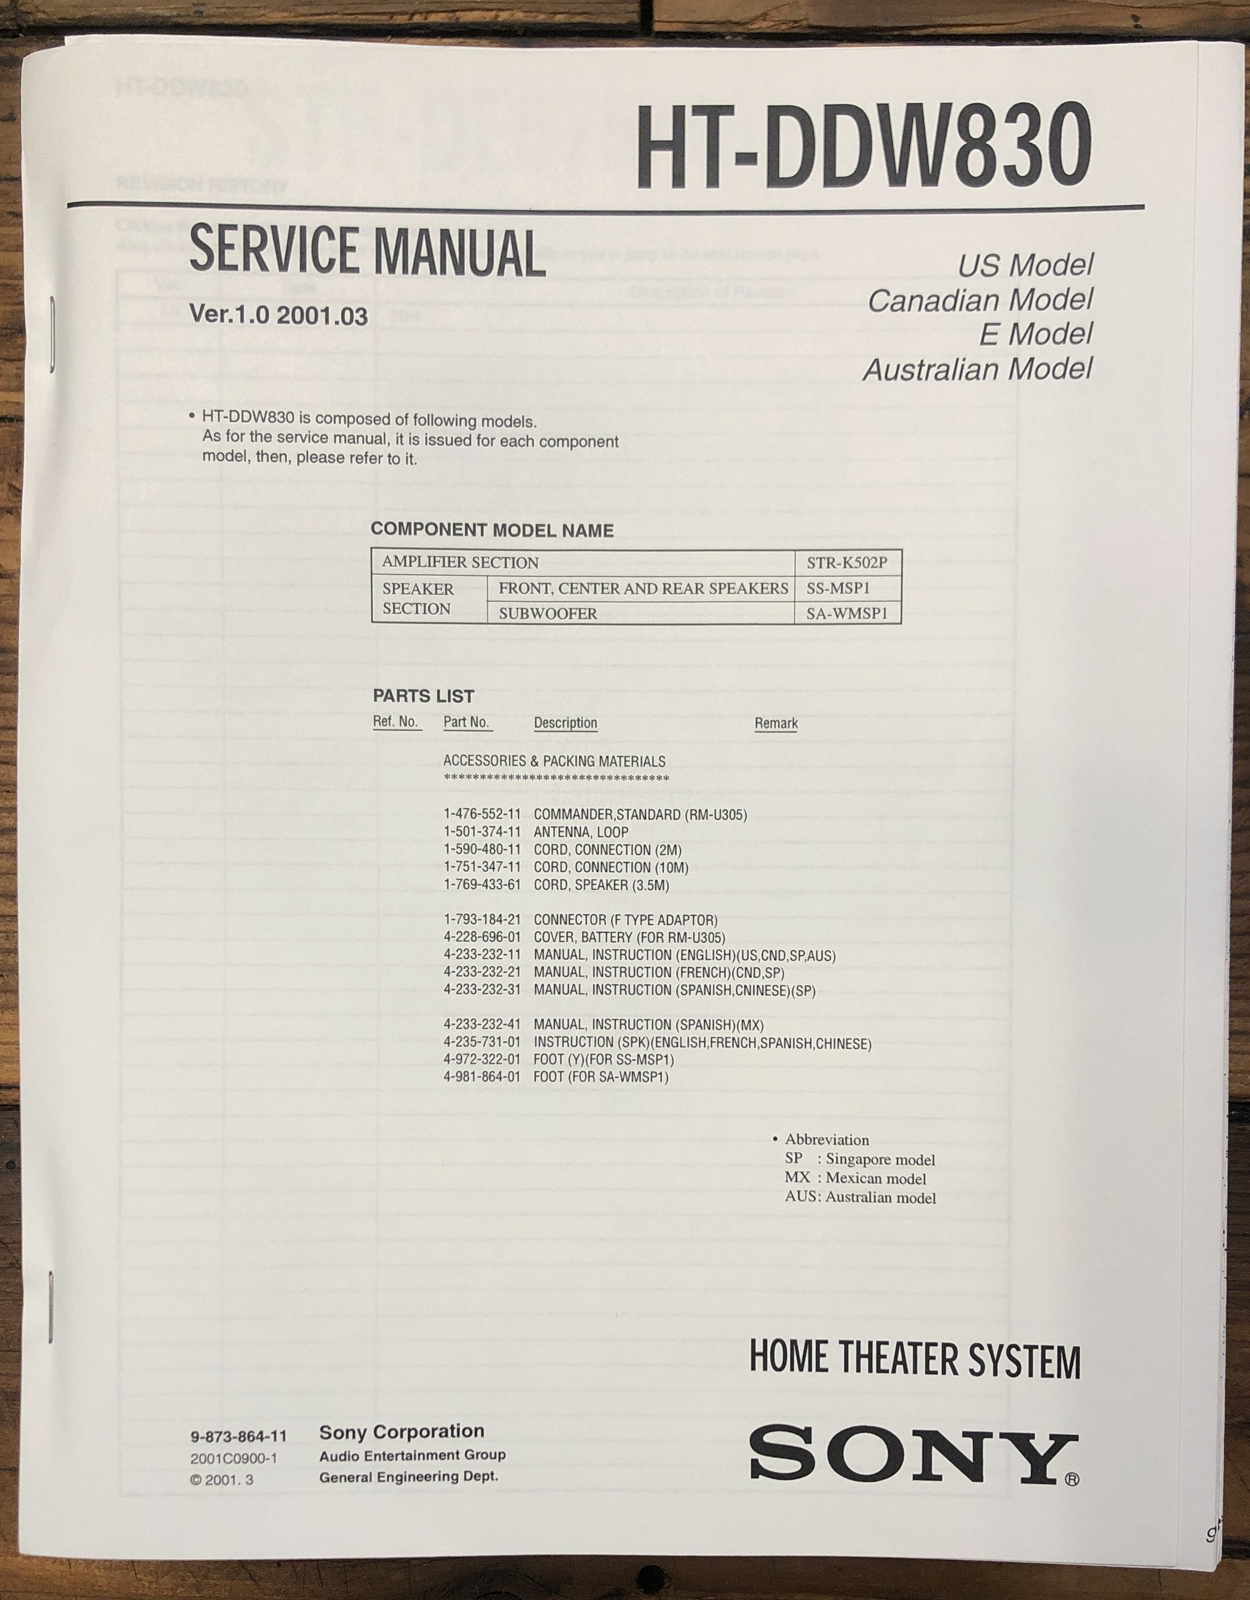 HT-DDW830
SERVICE MANUAL
Ver.1.0 2001.03
US Model
Canadian Model
E Model
Australian Model
• HT-DDW830 is composed of following models.
As for the service manual, it is issued for each component
model, then, please refer to it.
COMPONENT MODEL NAME
AMPLIFIER SECTION STR-K502P
SPEAKER SECTION FRONT, CENTER AND REAR SPEAKERS SS-MSP1
SUBWOOFER SA-WMSP1
PARTS LIST
Ref. No. Part No. Description Remark
ACCESSORIES & PACKING MATERIALS
*******************************
1-476-552-11 COMMANDER,STANDARD (RM-U305)
1-501-374-11 ANTENNA, LOOP
1-590-480-11 CORD, CONNECTION (2M)
1-751-347-11 CORD, CONNECTION (10M)
1-769-433-61 CORD, SPEAKER (3.5M)
1-793-184-21 CONNECTOR (F TYPE ADAPTOR)
4-228-696-01 COVER, BATTERY (FOR RM-U305)
4-233-232-11 MANUAL, INSTRUCTION (ENGLISH)(US,CND,SP,AUS)
4-233-232-21 MANUAL, INSTRUCTION (FRENCH)(CND,SP)
4-233-232-31 MANUAL, INSTRUCTION (SPANISH,CNINESE)(SP)
4-233-232-41 MANUAL, INSTRUCTION (SPANISH)(MX)
4-235-731-01 INSTRUCTION (SPK)(ENGLISH,FRENCH,SPANISH,CHINESE)
4-972-322-01 FOOT (Y)(FOR SS-MSP1)
4-981-864-01 FOOT (FOR SA-WMSP1)
• Abbreviation
SP : Singapore model
MX : Mexican model
AUS: Australian model
HOME THEATER SYSTEM
9-873-864-11 Sony Corporation
2001C0900-1 Audio Entertainment Group
© 2001. 3 General Engineering Dept.
SONY®